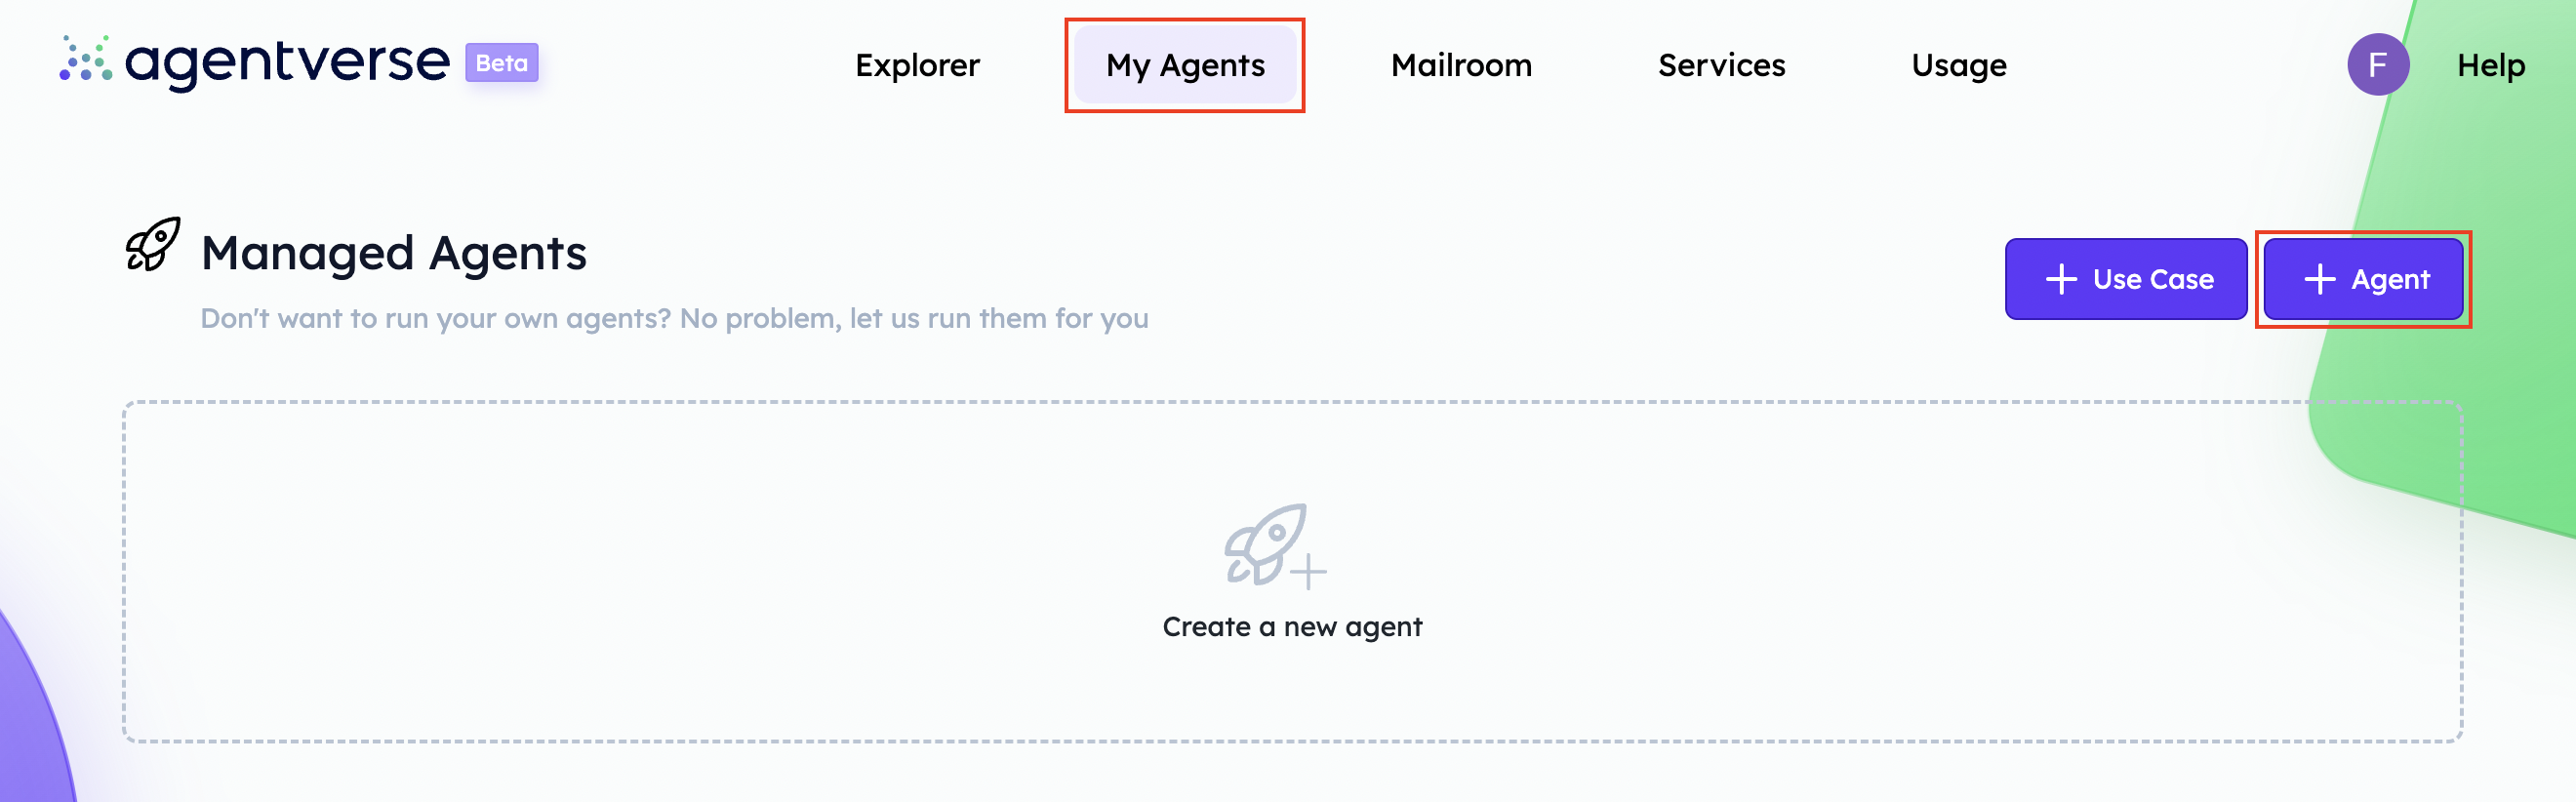 agentverse Beta
Explorer
My Agents
Mailroom
Services
Usage
F
Help
Managed Agents
Don't want to run your own agents? No problem, let us run them for you
+ Use Case
+ Agent
Create a new agent